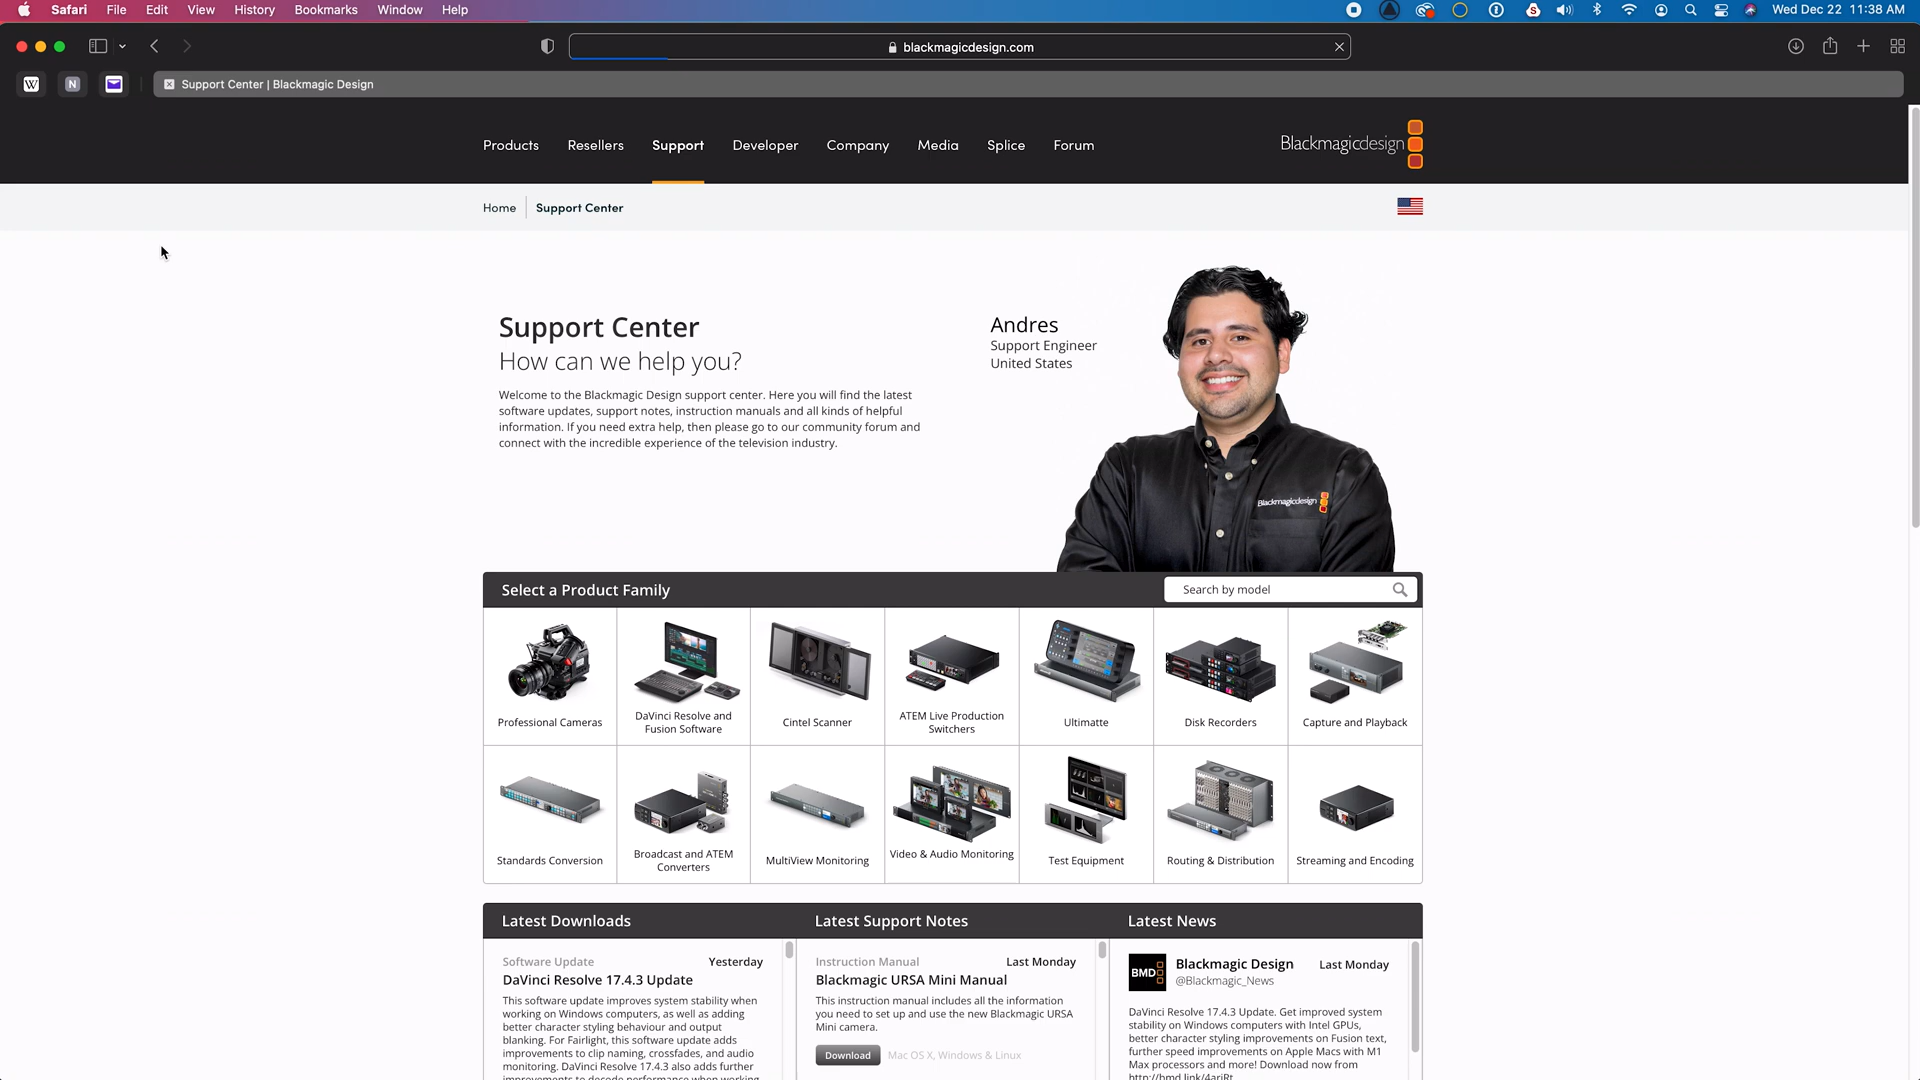 Safari File Edit View History Bookmarks Window Help Wed Dec 22 11:38 AM
blackmagicdesign.com
W N Support Center | Blackmagic Design
Products Resellers Support Developer Company Media Splice Forum Blackmagicdesign
Home Support Center
Support Center
How can we help you?
Welcome to the Blackmagic Design support center. Here you will find the latest
software updates, support notes, instruction manuals and all kinds of helpful
information. If you need extra help, then please go to our community forum and
connect with the incredible experience of the television industry.
Andres
Support Engineer
United States
Blackmagicdesign
Select a Product Family
Search by model
Professional Cameras
DaVinci Resolve and
Fusion Software
Cintel Scanner
ATEM Live Production
Switchers
Ultimatte
Disk Recorders
Capture and Playback
Standards Conversion
Broadcast and ATEM
Converters
MultiView Monitoring
Video & Audio Monitoring
Test Equipment
Routing & Distribution
Streaming and Encoding
Latest Downloads
Software Update Yesterday
DaVinci Resolve 17.4.3 Update
This software update improves system stability when
working on Windows computers, as well as adding
better character styling behaviour and output
blanking. For Fairlight, this software update adds
improvements to clip naming, crossfades, and audio
monitoring. DaVinci Resolve 17.4.3 also adds further
improvements to decode performance when working
Latest Support Notes
Instruction Manual Last Monday
Blackmagic URSA Mini Manual
This instruction manual includes all the information
you need to set up and use the new Blackmagic URSA
Mini camera.
Download Mac OS X, Windows & Linux
Latest News
BMD Blackmagic Design Last Monday
@Blackmagic_News
DaVinci Resolve 17.4.3 Update. Get improved system
stability on Windows computers with Intel GPUs,
better character styling improvements on Fusion text,
further speed improvements on Apple Macs with M1
Max processors and more! Download now from